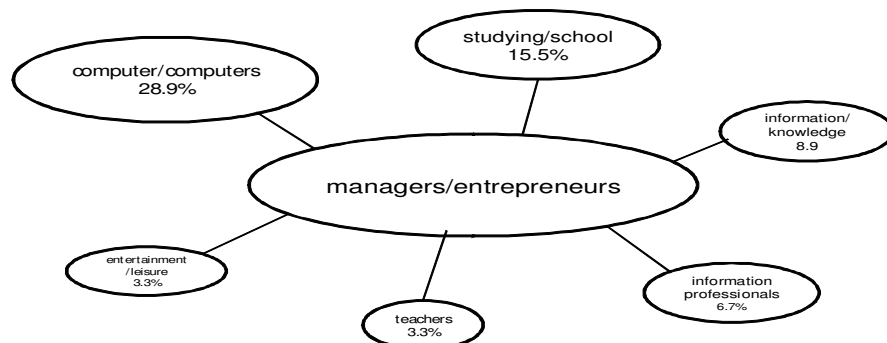 studying/school
15.5%
computer/computers
28.9%
information/
knowledge
8.9
managers/entrepreneurs
entertainment
/leisure
3.3%
information
professionals
6.7%
teachers
3.3%